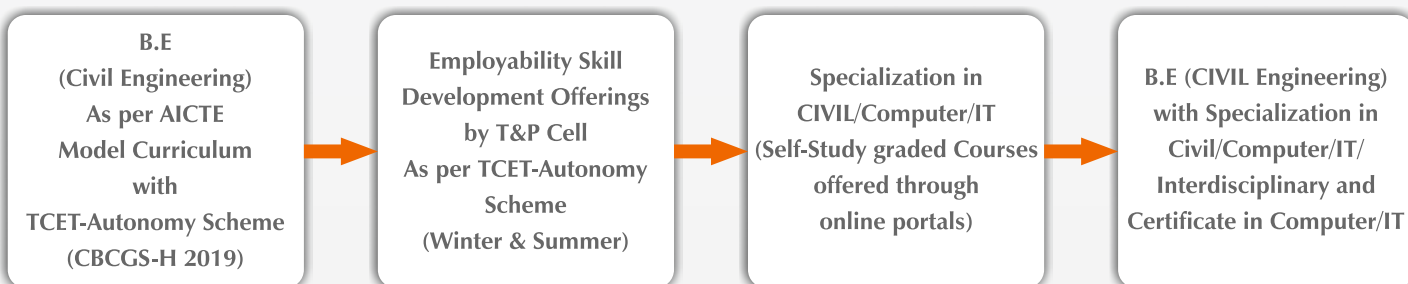 B.E
(Civil Engineering)
As per AICTE
Model Curriculum
with
TCET-Autonomy Scheme
(CBCGS-H 2019)
Employability Skill
Development Offerings
by T&P Cell
As per TCET-Autonomy
Scheme
(Winter & Summer)
Specialization in
CIVIL/Computer/IT
(Self-Study graded Courses
offered through
online portals)
B.E (CIVIL Engineering)
with Specialization in
Civil/Computer/IT/
Interdisciplinary and
Certificate in Computer/IT